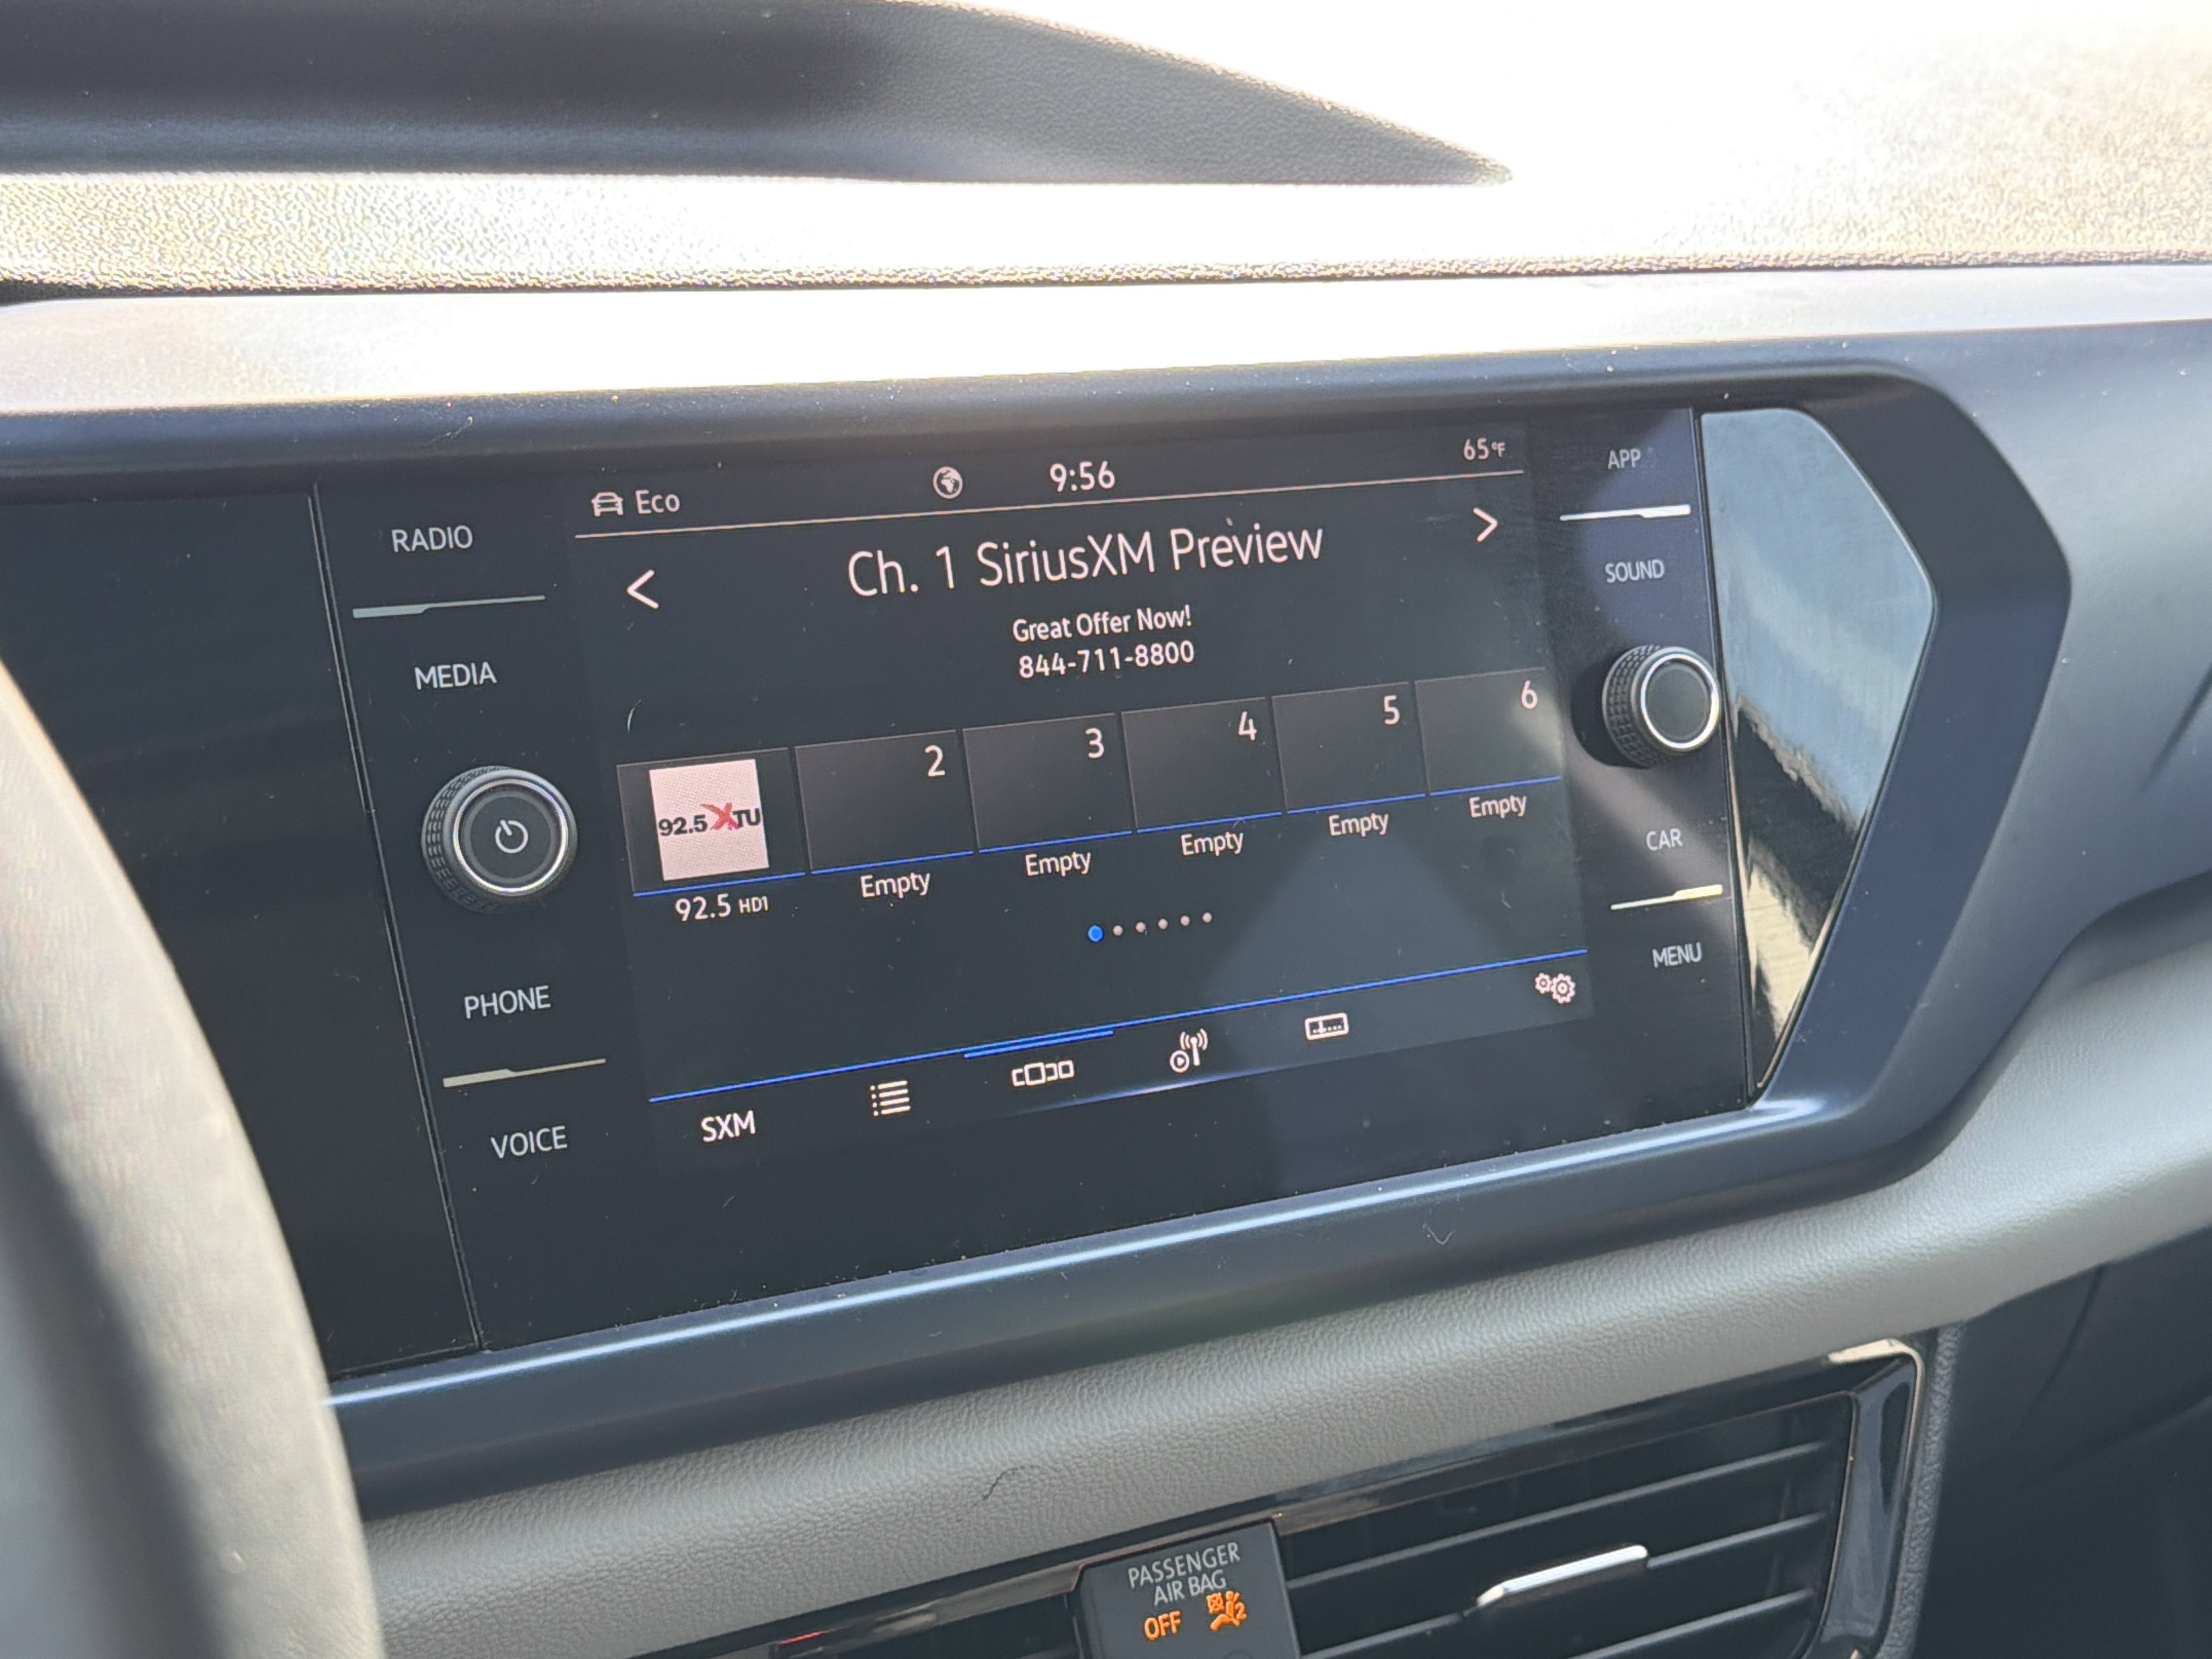 Eco
9:56
65°F
RADIO
MEDIA
PHONE
VOICE
Ch. 1 SiriusXM Preview
Great Offer Now!
844-711-8800
92.5 XTU
2
3
4
5
6
92.5 HD1
Empty
Empty
Empty
Empty
Empty
SXM
APP
SOUND
CAR
MENU
PASSENGER
AIR BAG
OFF
2